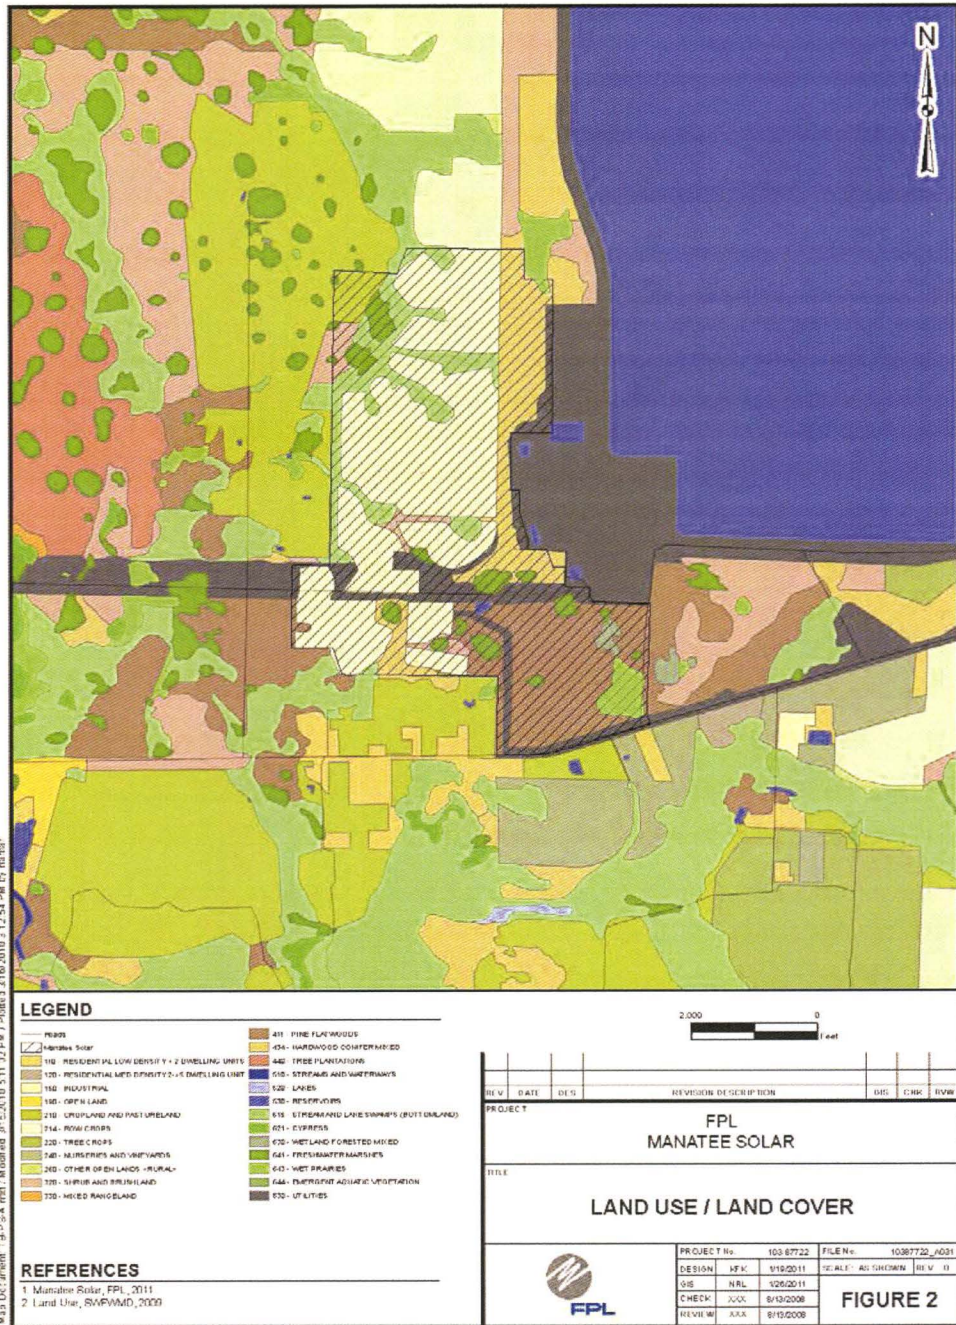 N
LEGEND
Roads
Manatee Solar
110 - RESIDENTIAL LOW DENSITY < 2 DWELLING UNITS
120 - RESIDENTIAL MED DENSITY 2->5 DWELLING UNIT
150 - INDUSTRIAL
190 - OPEN LAND
210 - CROPLAND AND PASTURELAND
214 - ROW CROPS
220 - TREE CROPS
240 - NURSERIES AND VINEYARDS
260 - OTHER OPEN LANDS <RURAL>
320 - SHRUB AND BRUSHLAND
330 - MIXED RANGELAND
411 - PINE FLATWOODS
434 - HARDWOOD CONIFER MIXED
440 - TREE PLANTATIONS
510 - STREAMS AND WATERWAYS
520 - LAKES
530 - RESERVOIRS
615 - STREAM AND LAKE SWAMPS (BOTTOMLAND)
621 - CYPRESS
630 - WETLAND FORESTED MIXED
641 - FRESHWATER MARSHES
643 - WET PRAIRIES
644 - EMERGENT AQUATIC VEGETATION
830 - UTILITIES
2,000 0
Feet
REV DATE DES REVISION DESCRIPTION GIS CHK RVW
PROJECT
FPL
MANATEE SOLAR
TITLE
LAND USE / LAND COVER
REFERENCES
1. Manatee Solar, FPL, 2011
2. Land Use, SWFWMD, 2009
FPL
PROJECT No. 103-87722 FILE No. 10387722_A031
DESIGN KFK 1/19/2011 SCALE: AS SHOWN REV. 0
GIS NRL 1/26/2011
CHECK XXX 8/13/2008
REVIEW XXX 8/13/2008
FIGURE 2